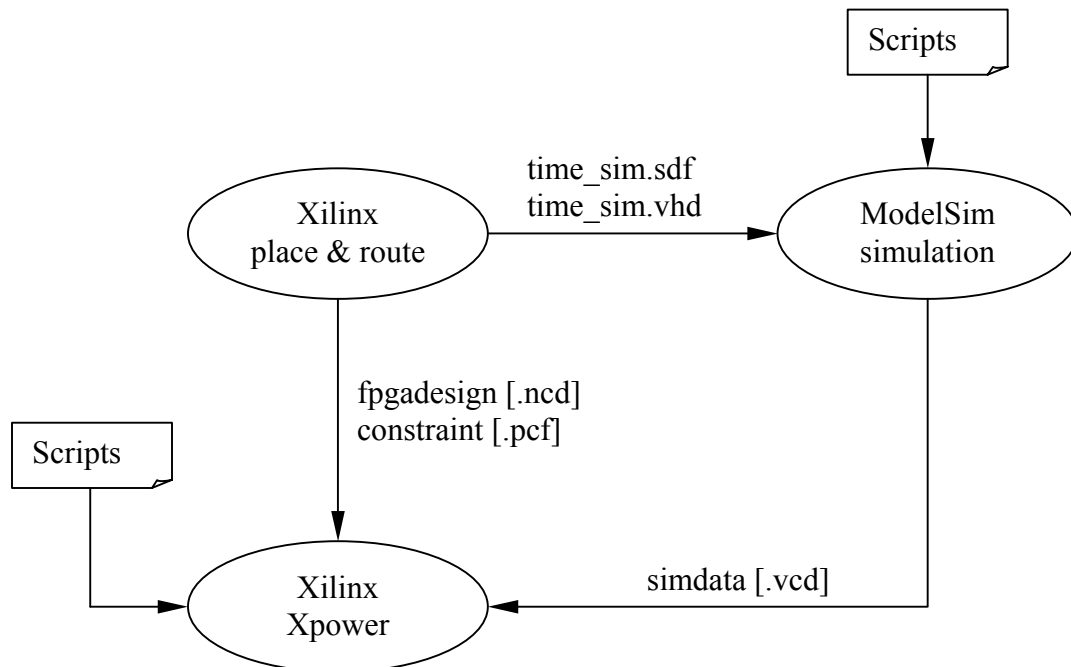 Scripts
time_sim.sdf
time_sim.vhd
Xilinx
place & route
ModelSim
simulation
fpgadesign [.ncd]
constraint [.pcf]
Scripts
simdata [.vcd]
Xilinx
Xpower